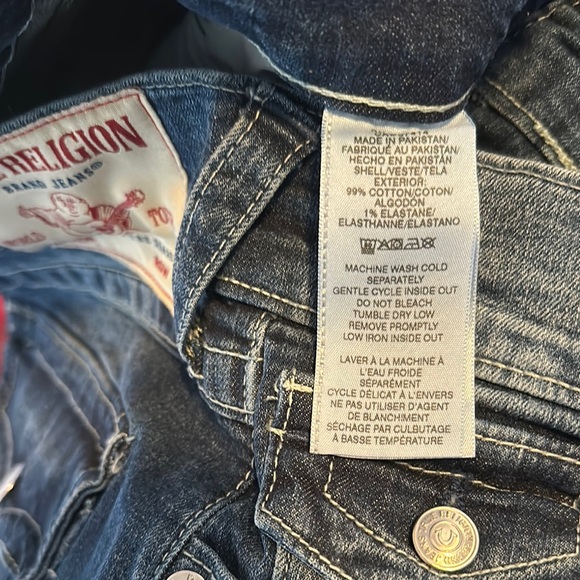 RELIGION
BRAND JEANS®
MADE IN PAKISTAN/
FABRIQUÉ AU PAKISTAN/
HECHO EN PAKISTÁN
SHELL/VESTE/TÉLA
EXTERIOR:
99% COTTON/COTON/
ALGODON
1% ELASTANE/
ELASTHANNE/ELASTANO
MACHINE WASH COLD
SEPARATELY
GENTLE CYCLE INSIDE OUT
DO NOT BLEACH
TUMBLE DRY LOW
REMOVE PROMPTLY
LOW IRON INSIDE OUT
LAVER À LA MACHINE À
L'EAU FROIDE
SÉPARÉMENT
CYCLE DÉLICAT À L'ENVERS
NE PAS UTILISER D'AGENT
DE BLANCHIMENT
SÉCHAGE PAR CULBUTAGE
À BASSE TEMPÉRATURE
RELIGION